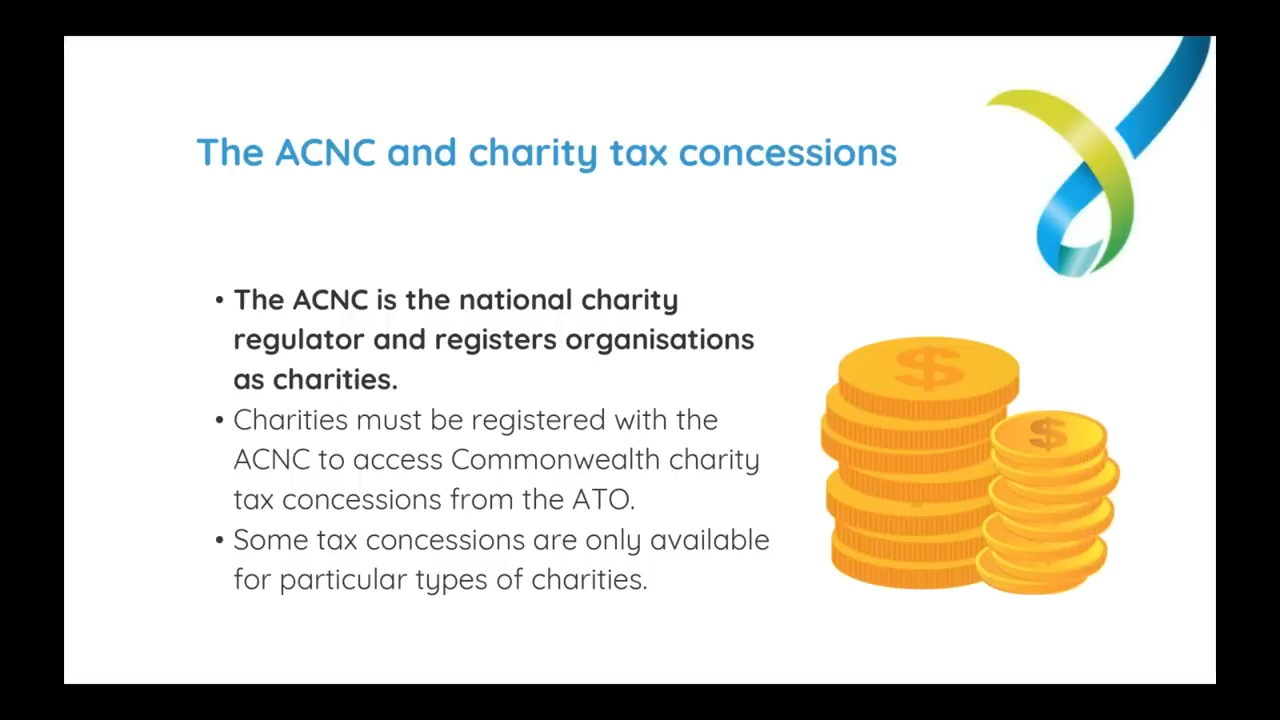 The ACNC and charity tax concessions
• The ACNC is the national charity
regulator and registers organisations
as charities.
• Charities must be registered with the
ACNC to access Commonwealth charity
tax concessions from the ATO.
• Some tax concessions are only available
for particular types of charities.
$
$